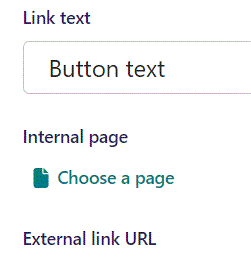 Link text
Button text
Internal page
Choose a page
External link URL